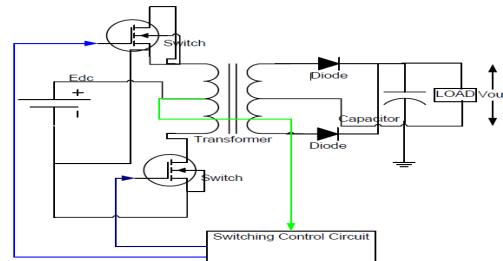 Switch
Edc
+
Diode
LOAD
Vout
Capacitor
Transformer
Diode
Switch
Switching Control Circuit